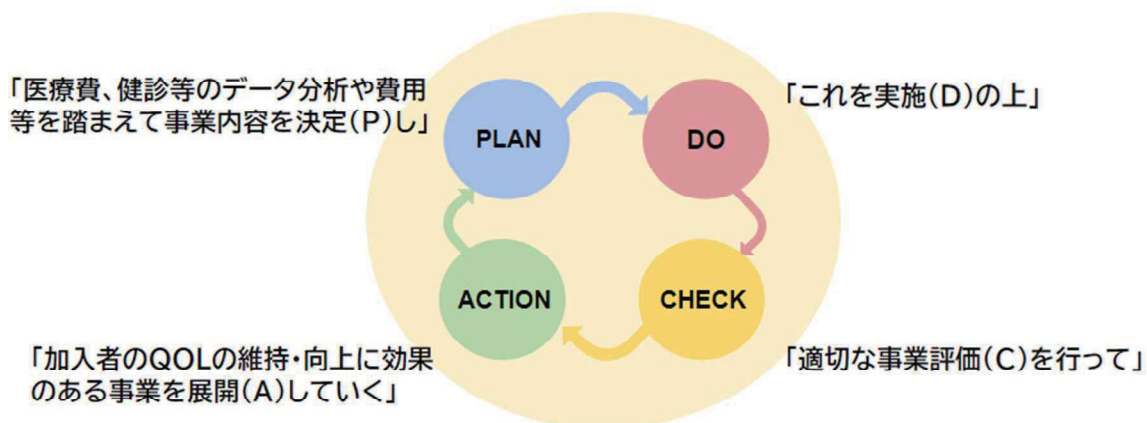 「医療費、健診等のデータ分析や費用
等を踏まえて事業内容を決定(P)し」
PLAN
DO
「これを実施(D)の上」
ACTION
CHECK
「加入者のQOLの維持・向上に効果
のある事業を展開(A)していく」
「適切な事業評価(C)を行って」